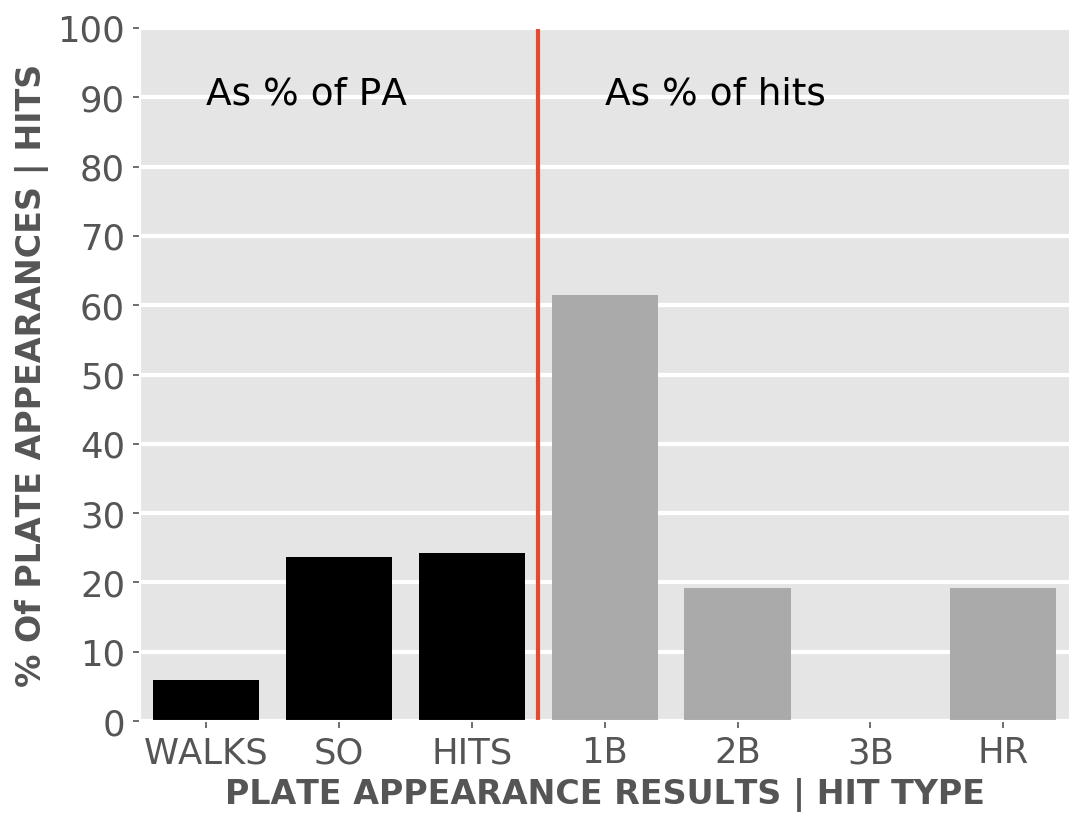 100
90
80
70
60
50
40
30
20
10
0
% Of PLATE APPEARANCES | HITS
As % of PA
As % of hits
WALKS SO HITS 1B 2B 3B HR
PLATE APPEARANCE RESULTS | HIT TYPE